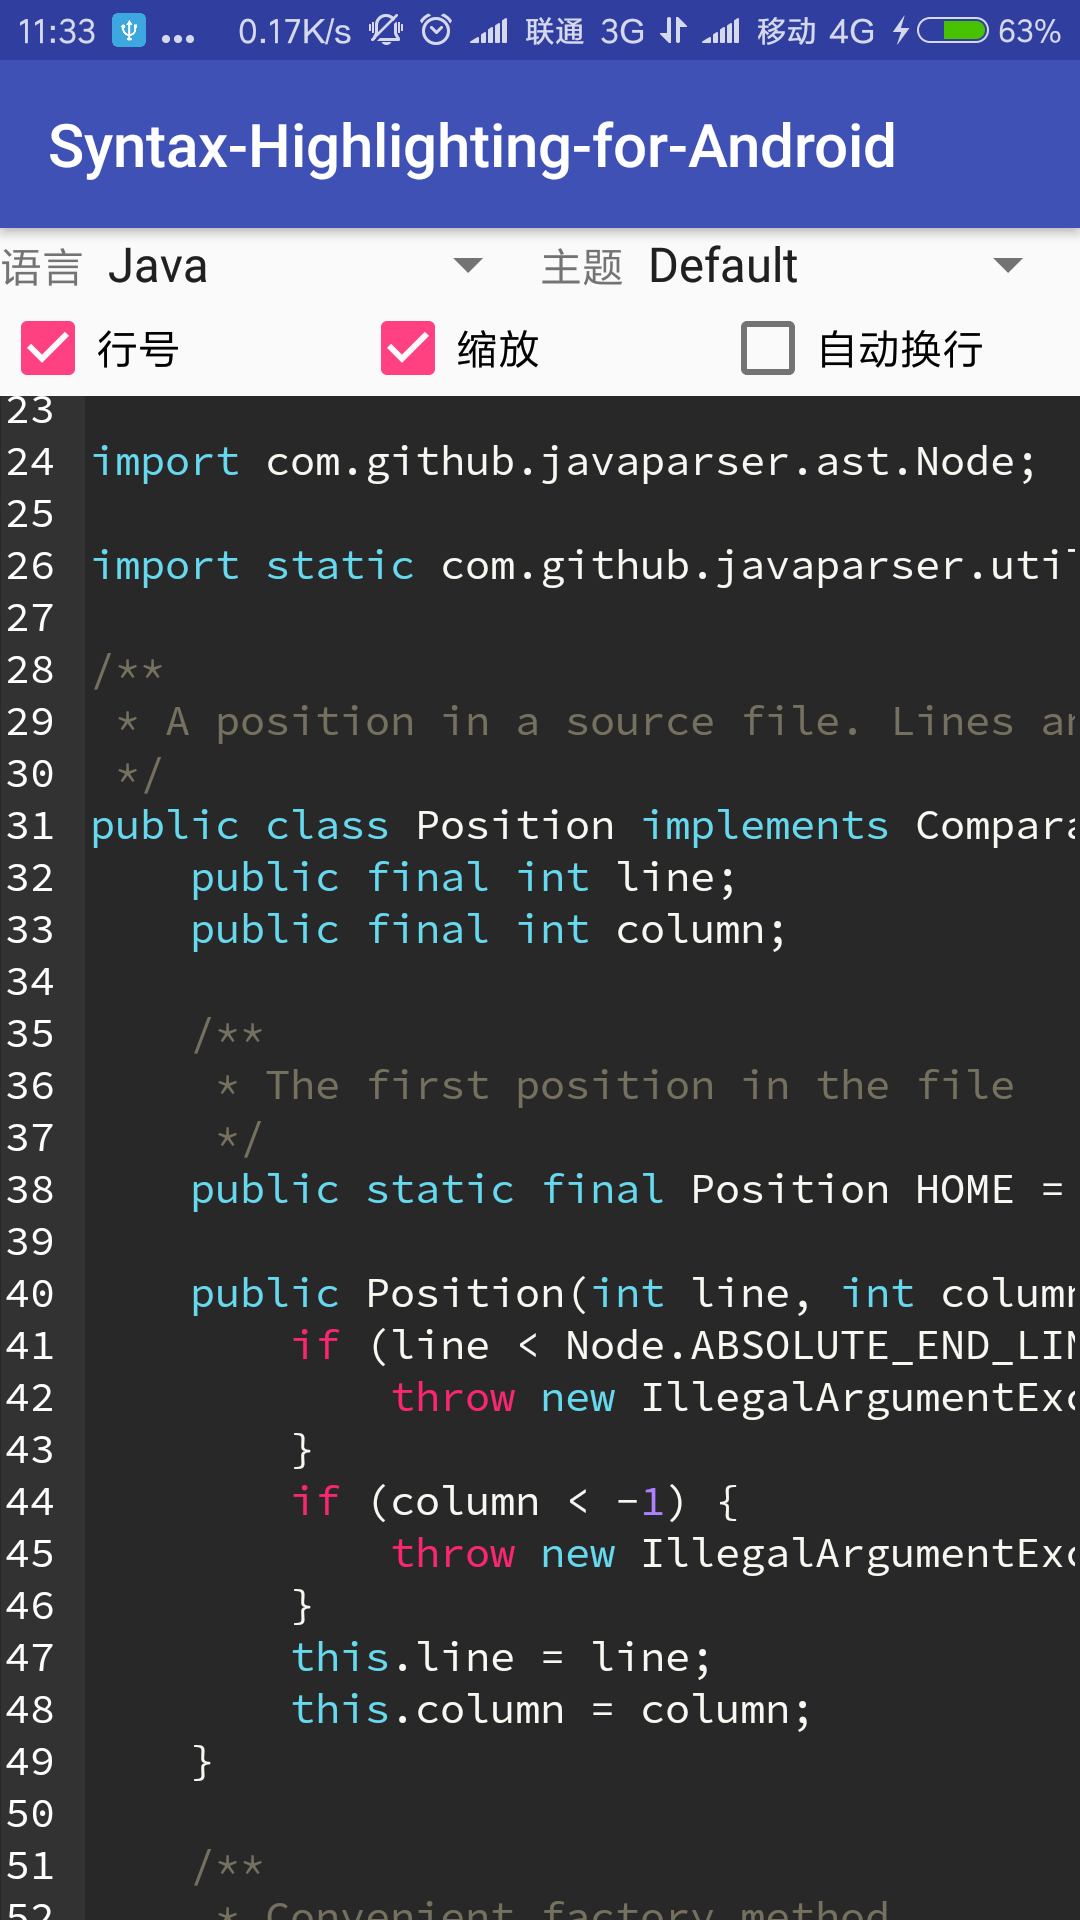 11:33 ... 0.17K/s 联通 3G 移动 4G 63%
Syntax-Highlighting-for-Android
语言 Java 主题 Default
行号 缩放 自动换行
23
24 import com.github.javaparser.ast.Node;
25
26 import static com.github.javaparser.uti
27
28 /**
29  * A position in a source file. Lines
30  */
31 public class Position implements Compara
32     public final int line;
33     public final int column;
34
35     /**
36      * The first position in the file
37      */
38     public static final Position HOME =
39
40     public Position(int line, int column
41         if (line < Node.ABSOLUTE_END_LIN
42             throw new IllegalArgumentExc
43         }
44         if (column < -1) {
45             throw new IllegalArgumentExc
46         }
47         this.line = line;
48         this.column = column;
49     }
50
51     /**
52      * Convenient factory method